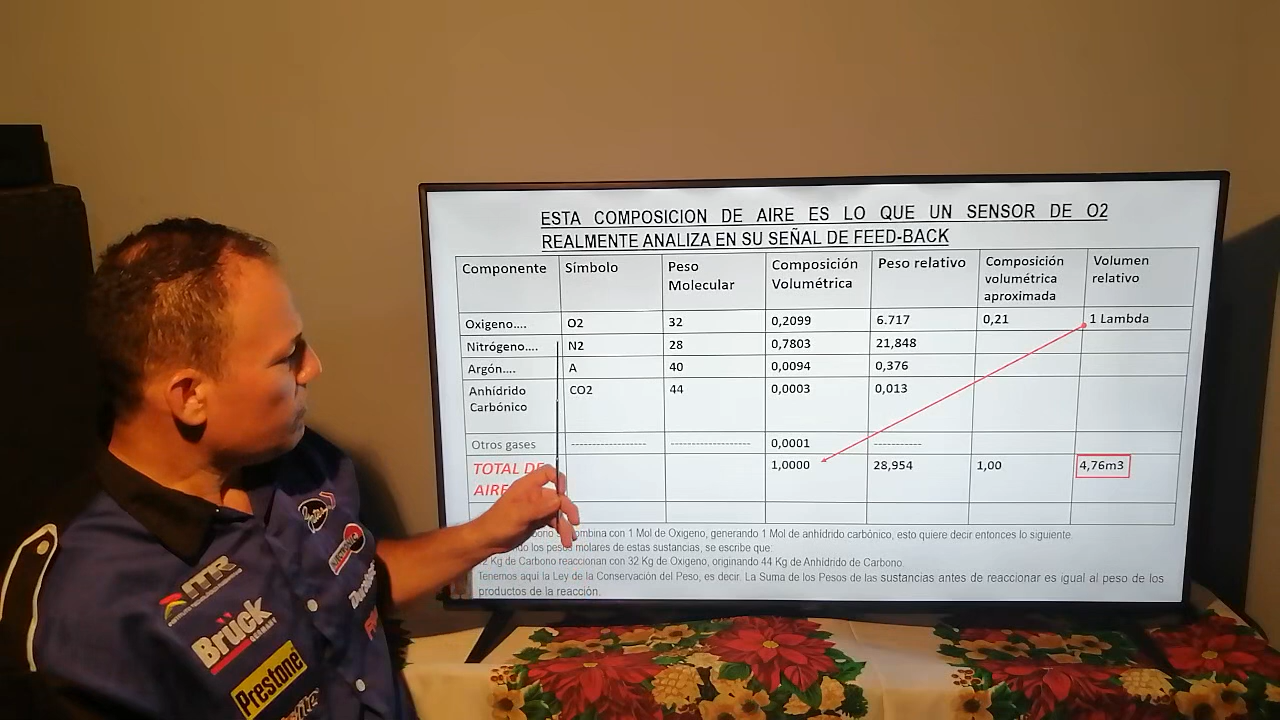 ESTA COMPOSICION DE AIRE ES LO QUE UN SENSOR DE O2
REALMENTE ANALIZA EN SU SEÑAL DE FEED-BACK
Componente Símbolo Peso Molecular Composición Volumétrica Peso relativo Composición volumétrica aproximada Volumen relativo
Oxigeno.... O2 32 0,2099 6.717 0,21 1 Lambda
Nitrógeno.... N2 28 0,7803 21,848
Argón.... A 40 0,0094 0,376
Anhídrido Carbónico CO2 44 0,0003 0,013
Otros gases ------------------ ------------------- 0,0001 -----------
TOTAL DE AIRE 1,0000 28,954 1,00 4,76m3
con 1 Mol de Oxigeno, generando 1 Mol de anhídrido carbónico, esto quiere decir entonces lo siguiente
los pesos molares de estas sustancias, se escribe que:
Kg de Carbono reaccionan con 32 Kg de Oxigeno, originando 44 Kg de Anhídrido de Carbono.
Tenemos aquí la Ley de la Conservación del Peso, es decir. La Suma de los Pesos de las sustancias antes de reaccionar es igual al peso de los
productos de la reacción.
ITR
Brück
GERMANY
Prestone